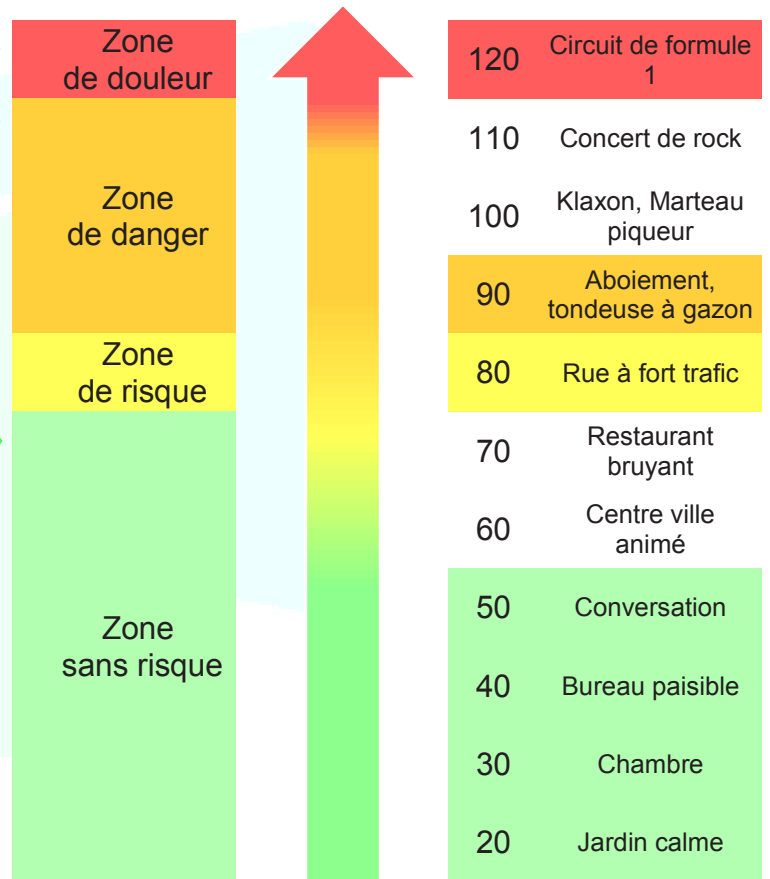 Zone
de douleur
Zone
de danger
Zone
de risque
Zone
sans risque
120 Circuit de formule
1
110 Concert de rock
100 Klaxon, Marteau
piqueur
90 Aboiement,
tondeuse à gazon
80 Rue à fort trafic
70 Restaurant
bruyant
60 Centre ville
animé
50 Conversation
40 Bureau paisible
30 Chambre
20 Jardin calme